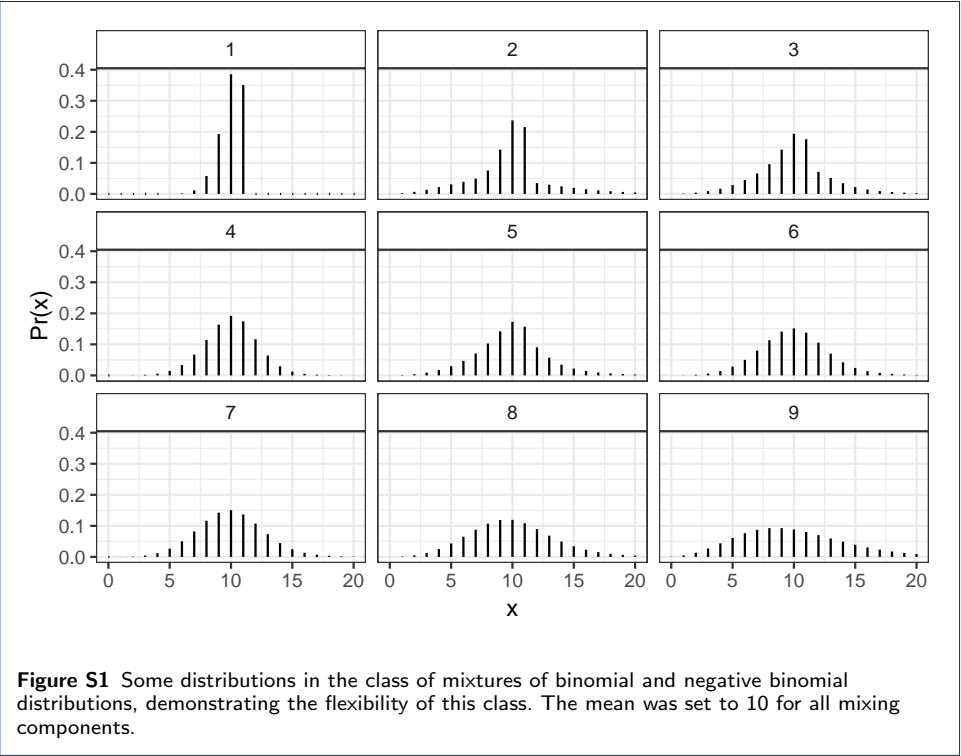 1 2 3
0.4
0.3
0.2
0.1
0.0
4 5 6
0.4
0.3
0.2
0.1
0.0
7 8 9
0.4
0.3
0.2
0.1
0.0
0 5 10 15 20 0 5 10 15 20 0 5 10 15 20
Pr(x)
x
Figure S1 Some distributions in the class of mixtures of binomial and negative binomial
distributions, demonstrating the flexibility of this class. The mean was set to 10 for all mixing
components.